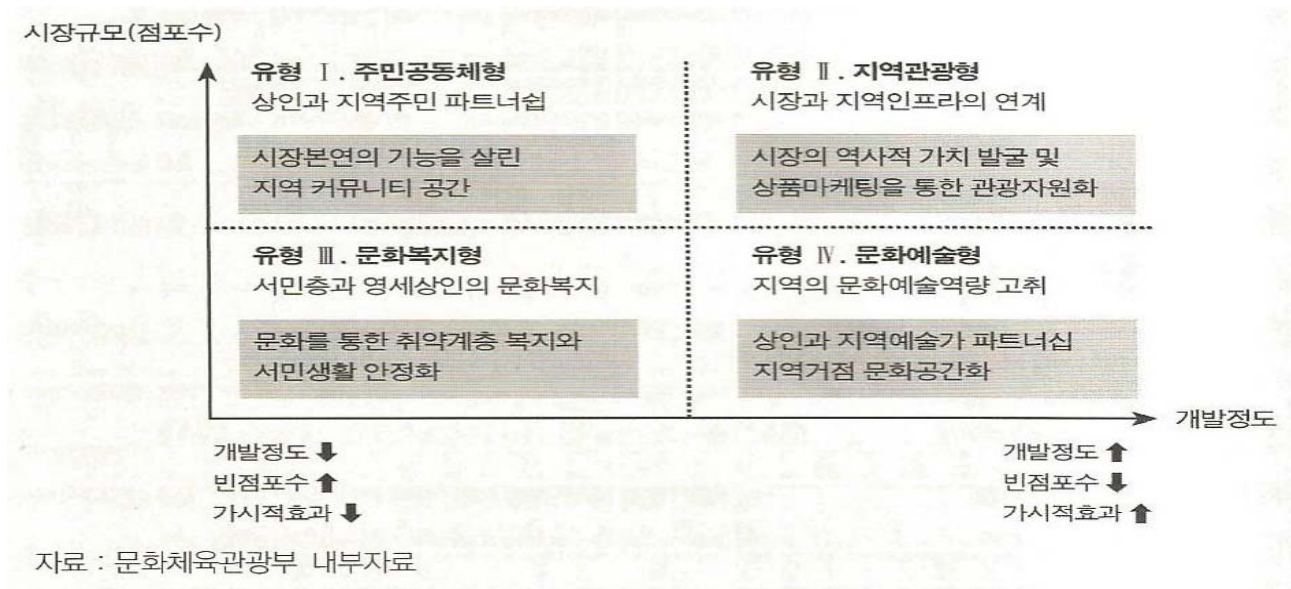 시장규모(점포수)
유형 Ⅰ. 주민공동체형
상인과 지역주민 파트너쉽
시장본연의 기능을 살린
지역 커뮤니티 공간
유형 Ⅱ. 지역관광형
시장과 지역인프라의 연계
시장의 역사적 가치 발굴 및
상품마케팅을 통한 관광자원화
유형 Ⅲ. 문화복지형
서민층과 영세상인의 문화복지
문화를 통한 취약계층 복지와
서민생활 안정화
유형 Ⅳ. 문화예술형
지역의 문화예술역량 고취
상인과 지역예술가 파트너십
지역거점 문화공간화
개발정도
개발정도 ⬇
빈점포수 ⬆
가시적효과 ⬇
개발정도 ⬆
빈점포수 ⬇
가시적효과 ⬆
자료 : 문화체육관광부 내부자료